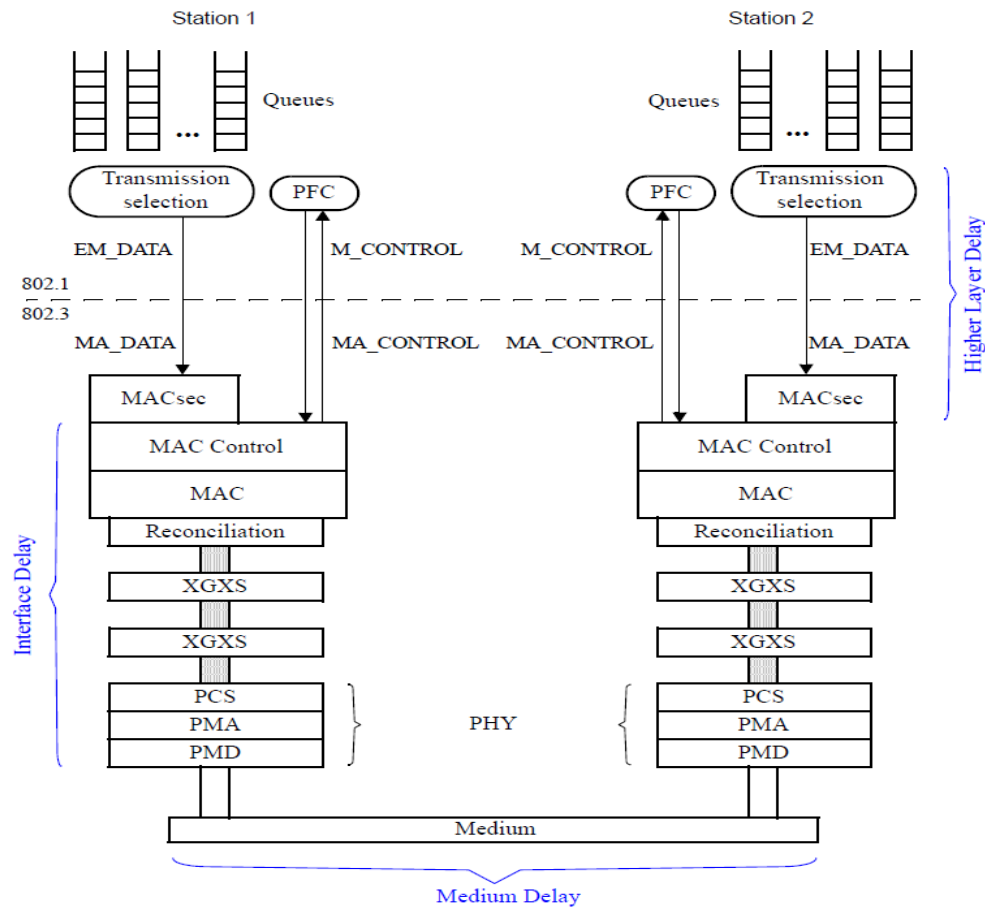 Station 1
Station 2
Queues
Queues
...
...
Transmission
selection
PFC
PFC
Transmission
selection
EM_DATA
M_CONTROL
M_CONTROL
EM_DATA
802.1
802.3
MA_DATA
MA_CONTROL
MA_CONTROL
MA_DATA
Higher Layer Delay
MACsec
MACsec
MAC Control
MAC Control
MAC
MAC
Reconciliation
Reconciliation
Interface Delay
XGXS
XGXS
XGXS
XGXS
PCS
PCS
PMA
PHY
PMA
PMD
PMD
Medium
Medium Delay